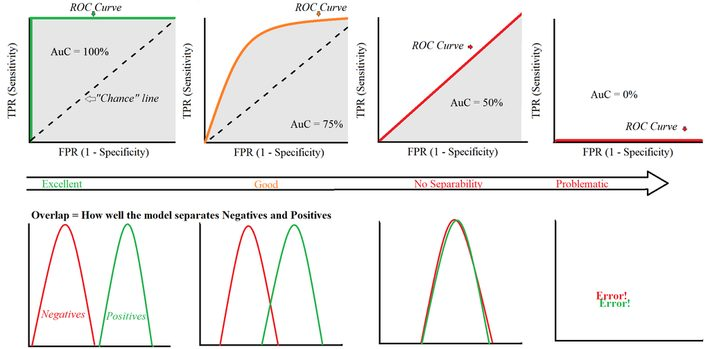 ROC Curve
AuC = 100%
"Chance" line
TPR (Sensitivity)
FPR (1 - Specificity)
ROC Curve
AuC = 75%
TPR (Sensitivity)
FPR (1 - Specificity)
ROC Curve
AuC = 50%
TPR (Sensitivity)
FPR (1 - Specificity)
AuC = 0%
ROC Curve
TPR (Sensitivity)
FPR (1 - Specificity)
Excellent
Good
No Separability
Problematic
Overlap = How well the model separates Negatives and Positives
Negatives
Positives
Error!
Error!